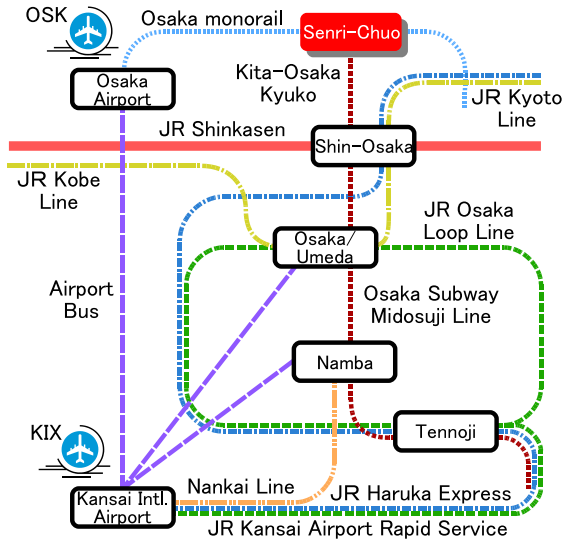 OSK
Osaka monorail
Senri-Chuo
Osaka
Airport
Kita-Osaka
Kyuko
JR Kyoto
Line
JR Shinkasen
Shin-Osaka
JR Kobe
Line
JR Osaka
Loop Line
Osaka/
Umeda
Airport
Bus
Osaka Subway
Midosuji Line
Namba
Tennoji
KIX
Kansai Intl.
Airport
Nankai Line
JR Haruka Express
JR Kansai Airport Rapid Service